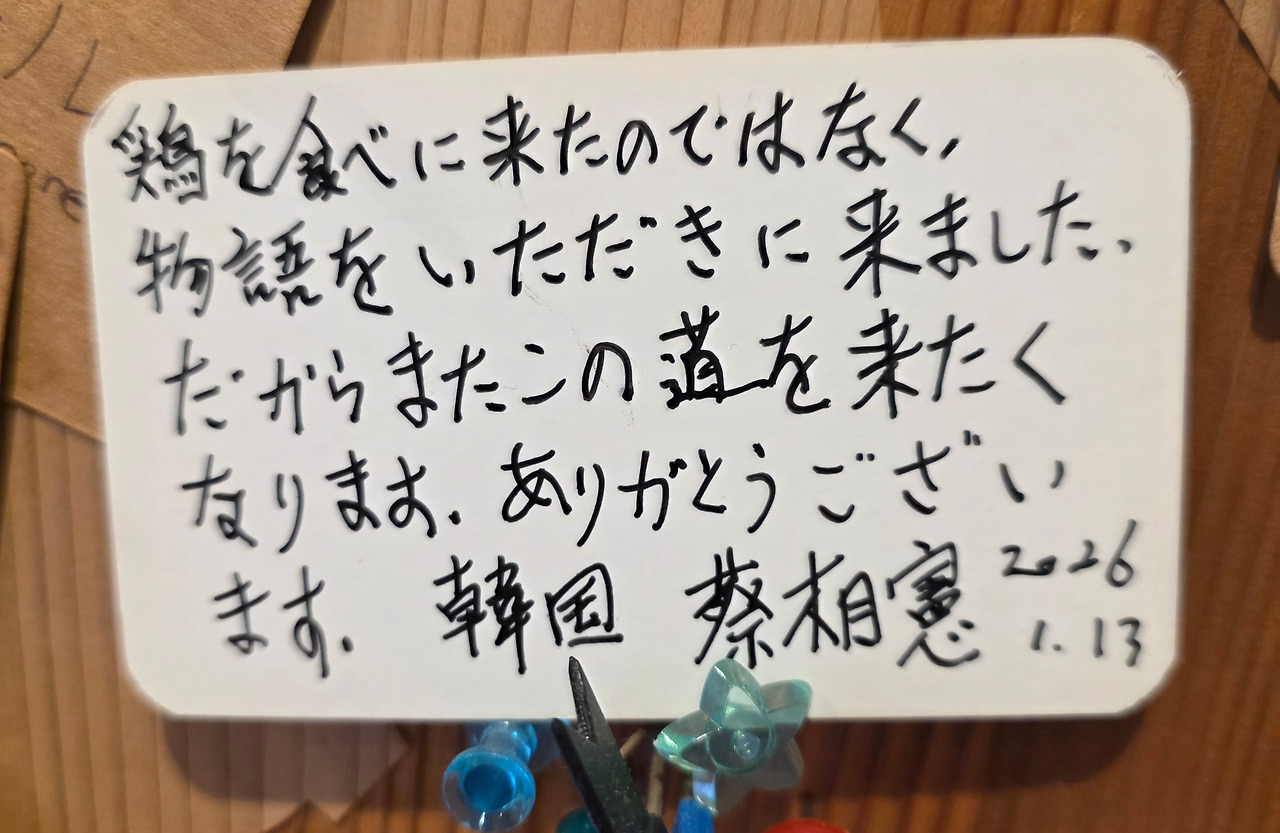 鶏を食べに来たのではなく,
物語をいただきに来ました.
だからまたこの道を来たく
なります. ありがとうござい
ます. 韓国 蔡相憲 2026
1.13